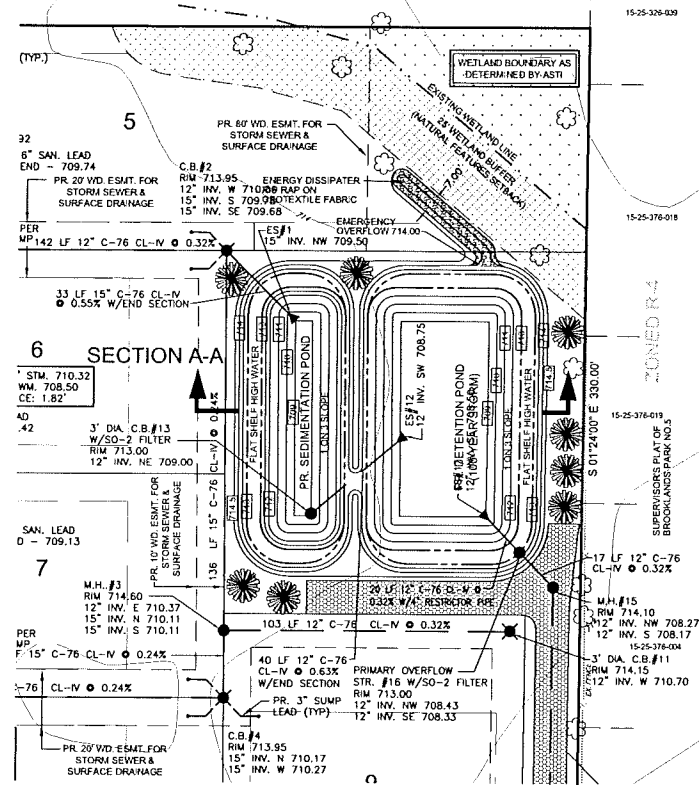 15-25-326-039
(TYP.)
WETLAND BOUNDARY AS
DETERMINED BY ASTI
EXISTING WETLAND LINE
25' WETLAND BUFFER
(NATURAL FEATURES SETBACK)
5
PR. 60' WD. ESMT. FOR
STORM SEWER &
SURFACE DRAINAGE
92
6" SAN. LEAD
END - 709.74
PR. 20' WD. ESMT. FOR
STORM SEWER &
SURFACE DRAINAGE
C.B.#2
RIM 713.95
12" INV. W
15" INV. S
15" INV. SE 709.68
ENERGY DISSIPATER
RAP ON
FABRIC
EMERGENCY
OVERFLOW 714.00
ES#1
15" INV. NW 709.50
15-25-376-018
PER
MP
142 LF 12" C-76 CL-IV @ 0.32%
33 LF 15" C-76 CL-IV
@ 0.55% W/END SECTION
ZONED R-4
6
SECTION A-A
STM. 710.32
WM. 708.50
CE: 1.82'
AD
.42
3' DIA. C.B.#13
W/SO-2 FILTER
RIM 713.00
12" INV. NE 709.00
FLAT SHELF HIGH WATER
PR. SEDIMENTATION POND
1 ON 3 SLOPE
ES#12
12" INV. SW 708.75
DETENTION POND
1 ON 3 SLOPE
FLAT SHELF HIGH WATER
714.5
714.5
S 01°24'00" E 330.00'
15-25-376-019
SUPERVISOR'S PLAT OF
BROOKLANDS PARK NO.5
136 LF 15" C-76 CL-IV @ 0.24%
PR. 10' WD. ESMT. FOR
STORM SEWER &
SURFACE DRAINAGE
SAN. LEAD
D - 709.13
7
M.H.#3
RIM 714.60
12" INV. E 710.37
15" INV. N 710.11
15" INV. S 710.11
17 LF 12" C-76
CL-IV @ 0.32%
20 LF 12" C-76 CL-IV @
0.32% W/4" RESTRICTOR PIPE
M.H.#15
RIM 714.10
12" INV. NW 708.27
12" INV. S 708.17
15-25-376-004
103 LF 12" C-76 CL-IV @ 0.32%
3' DIA. C.B.#11
RIM 714.15
12" INV. W 710.70
PER
MP
15" C-76 CL-IV @ 0.24%
40 LF 12" C-76
CL-IV @ 0.63%
W/END SECTION
PRIMARY OVERFLOW
STR. #16 W/SO-2 FILTER
RIM 713.00
12" INV. NW 708.43
12" INV. SE 708.33
-76 CL-IV @ 0.24%
PR. 3" SUMP
LEAD (TYP)
C.B.#4
RIM 713.95
15" INV. N 710.17
15" INV. W 710.27
PR. 20' WD. ESMT. FOR
STORM SEWER &
SURFACE DRAINAGE